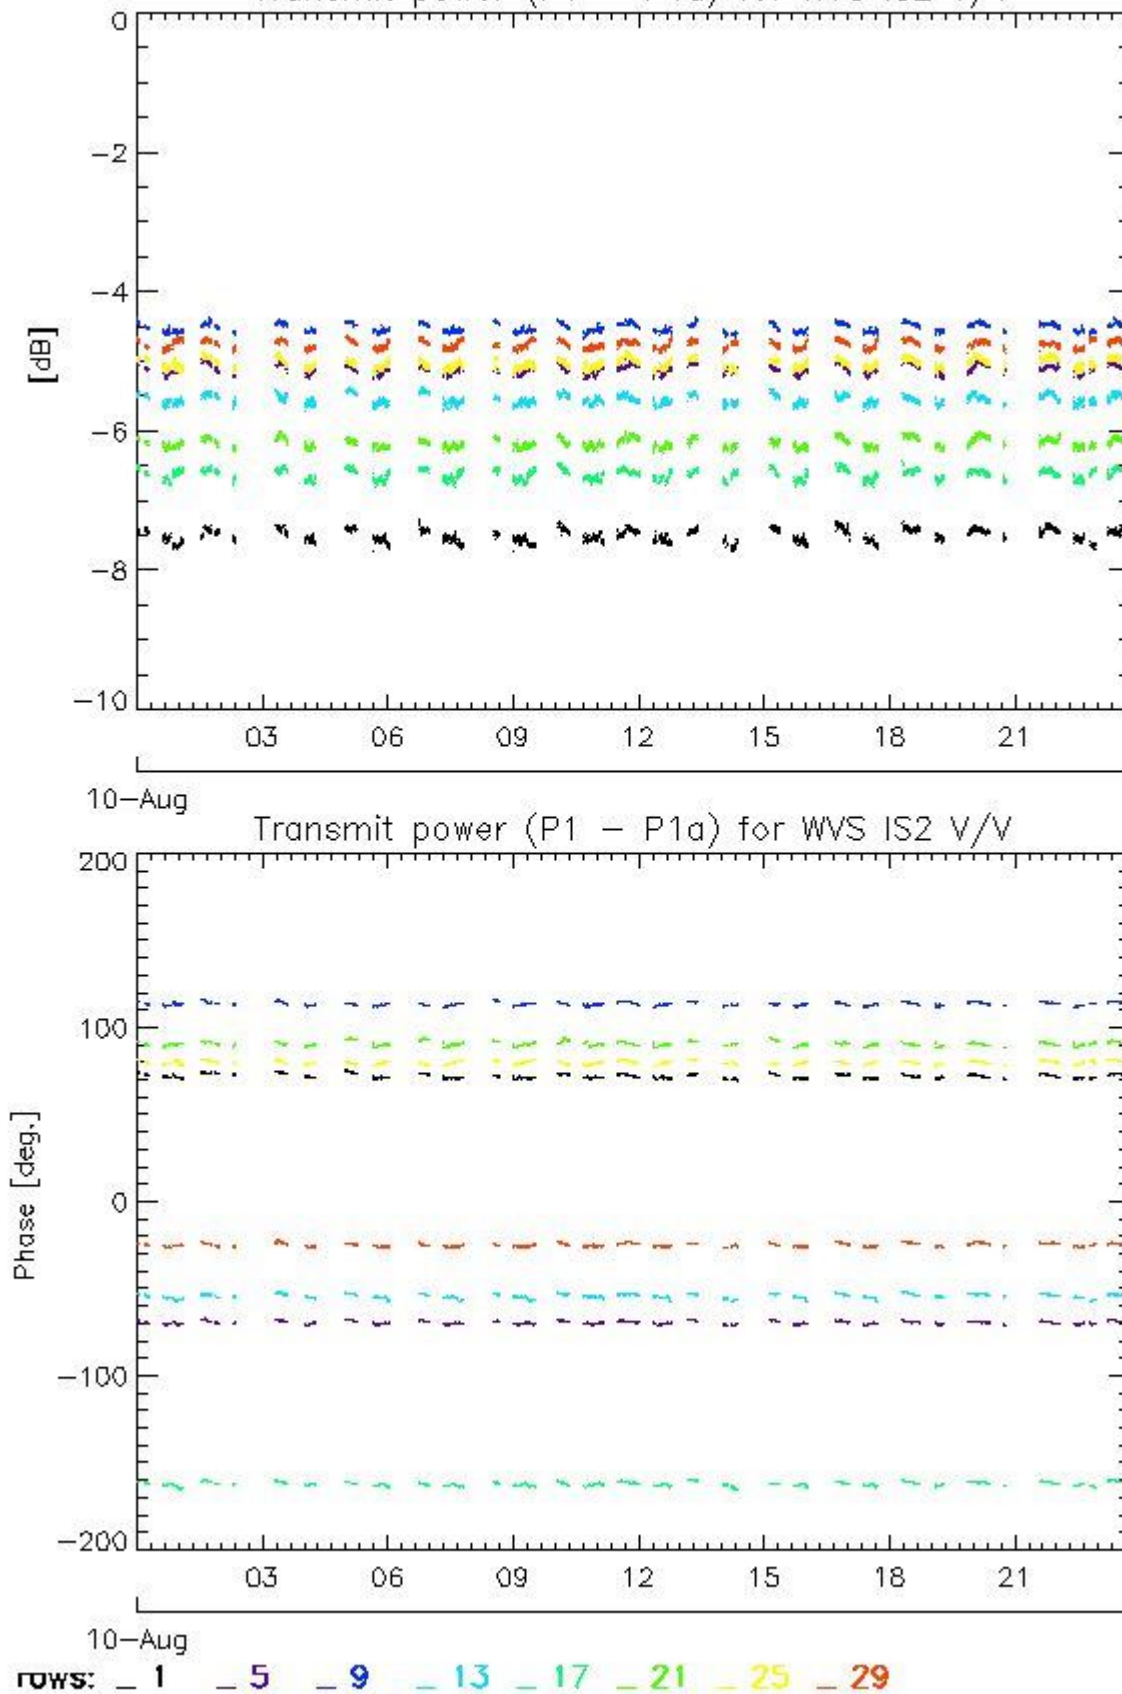 0
−2
−4
[dB]
−6
−8
−10
03 06 09 12 15 18 21
10−Aug
Transmit power (P1 − P1a) for WVS IS2 V/V
200
100
0
Phase [deg.]
−100
−200
03 06 09 12 15 18 21
10−Aug
rows: _ 1 _ 5 _ 9 _ 13 _ 17 _ 21 _ 25 _ 29